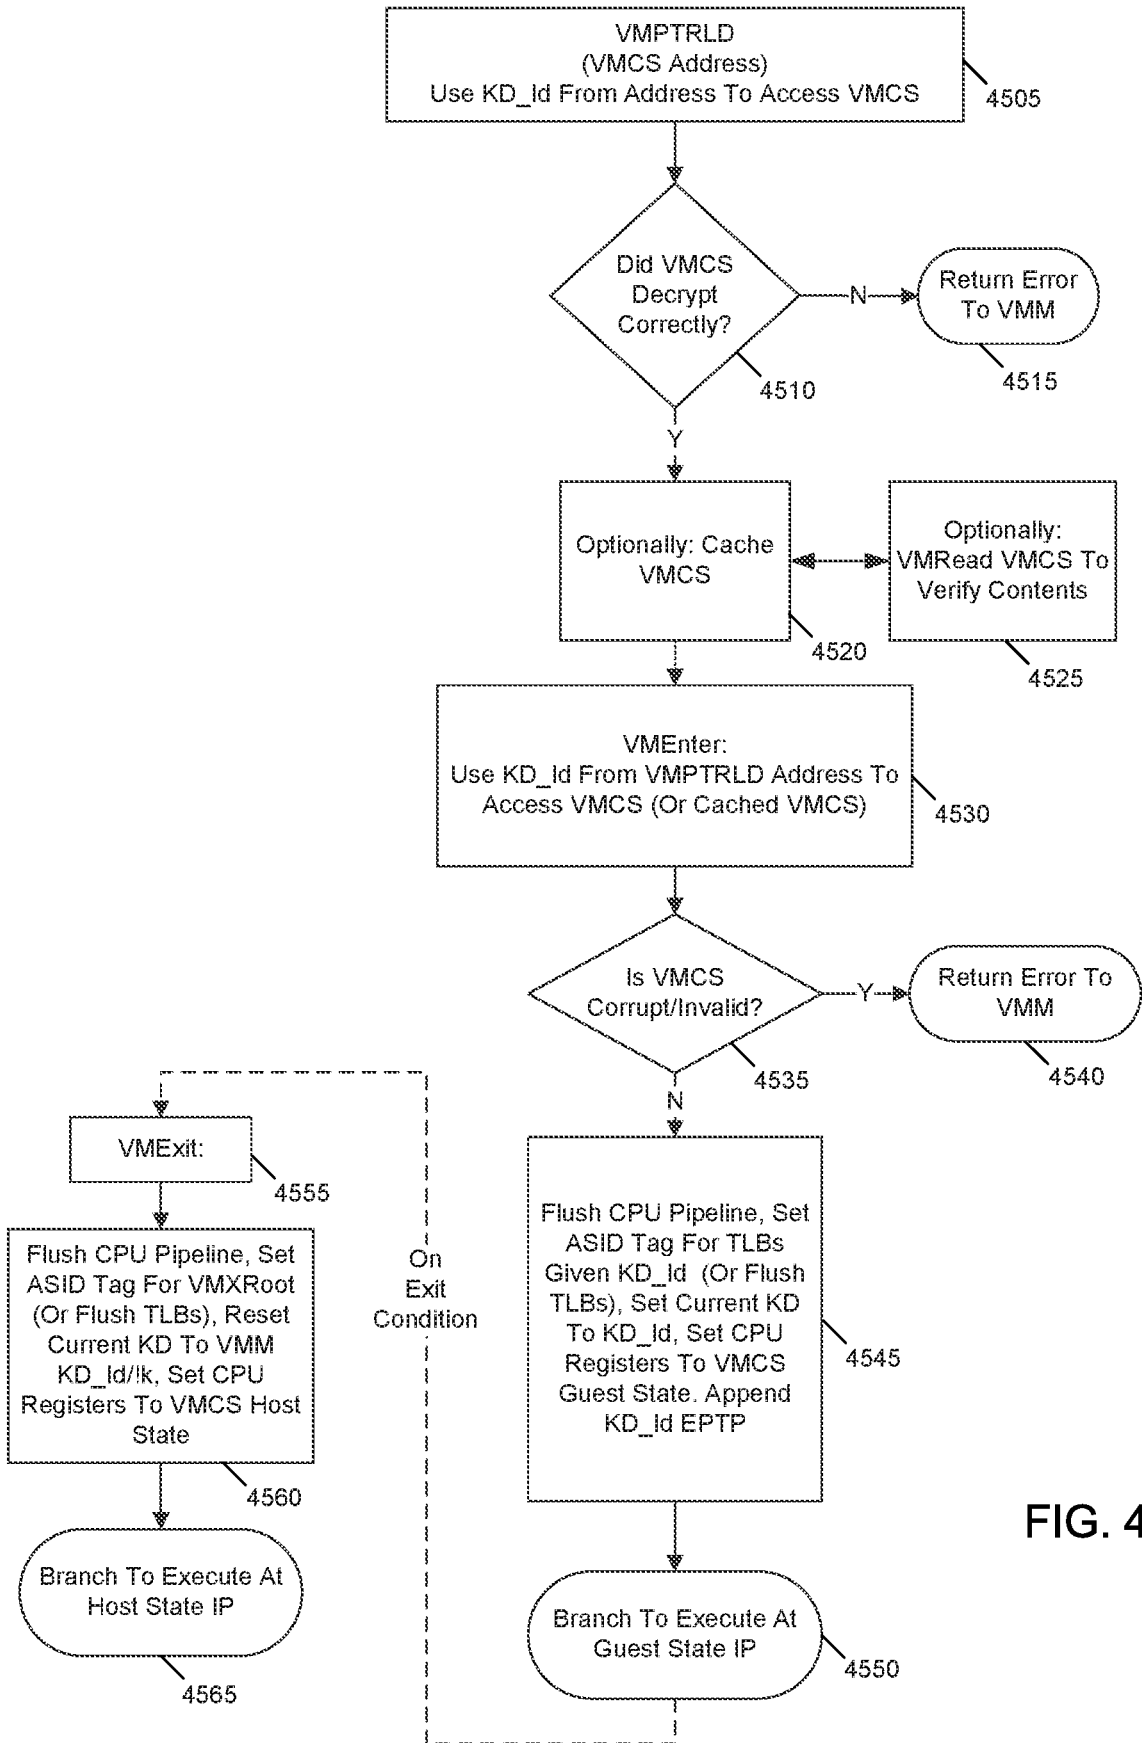 VMPTRLD
(VMCS Address)
Use KD_Id From Address To Access VMCS
4505
Did VMCS
Decrypt
Correctly?
4510
N
Return Error
To VMM
4515
Y
Optionally: Cache
VMCS
4520
Optionally:
VMRead VMCS To
Verify Contents
4525
VMEnter:
Use KD_Id From VMPTRLD Address To
Access VMCS (Or Cached VMCS)
4530
Is VMCS
Corrupt/Invalid?
4535
Y
Return Error To
VMM
4540
N
Flush CPU Pipeline, Set
ASID Tag For TLBs
Given KD_Id (Or Flush
TLBs), Set Current KD
To KD_Id, Set CPU
Registers To VMCS
Guest State. Append
KD_Id EPTP
4545
Branch To Execute At
Guest State IP
4550
On
Exit
Condition
VMExit:
4555
Flush CPU Pipeline, Set
ASID Tag For VMXRoot
(Or Flush TLBs), Reset
Current KD To VMM
KD_Id/!k, Set CPU
Registers To VMCS Host
State
4560
Branch To Execute At
Host State IP
4565
FIG. 4